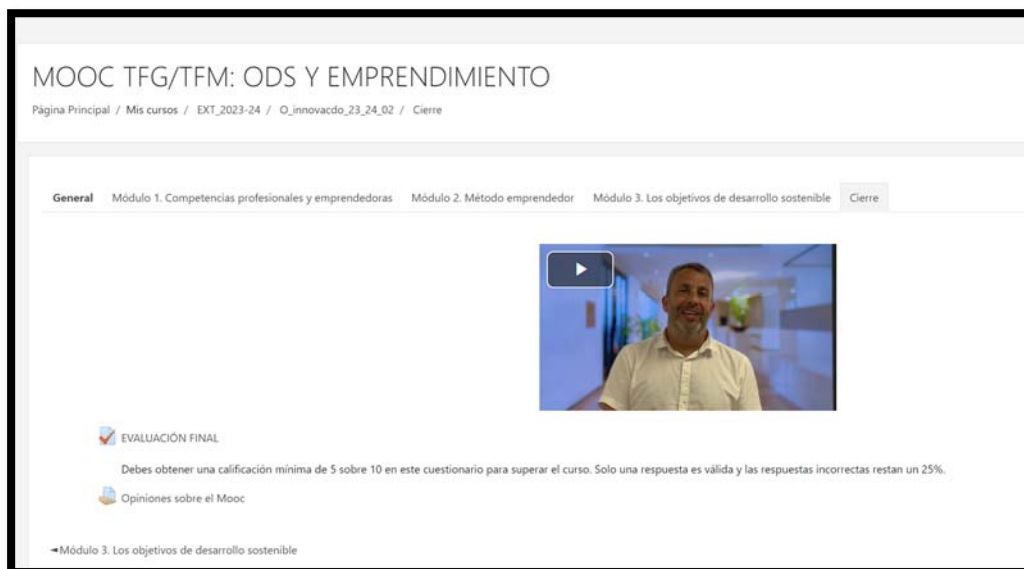 MOOC TFG/TFM: ODS Y EMPRENDIMIENTO
Página Principal / Mis cursos / EXT_2023-24 / O_innovacdo_23_24_02 / Cierre
General Módulo 1. Competencias profesionales y emprendedoras Módulo 2. Método emprendedor Módulo 3. Los objetivos de desarrollo sostenible Cierre
EVALUACIÓN FINAL
Debes obtener una calificación mínima de 5 sobre 10 en este cuestionario para superar el curso. Solo una respuesta es válida y las respuestas incorrectas restan un 25%.
Opiniones sobre el Mooc
◄Módulo 3. Los objetivos de desarrollo sostenible